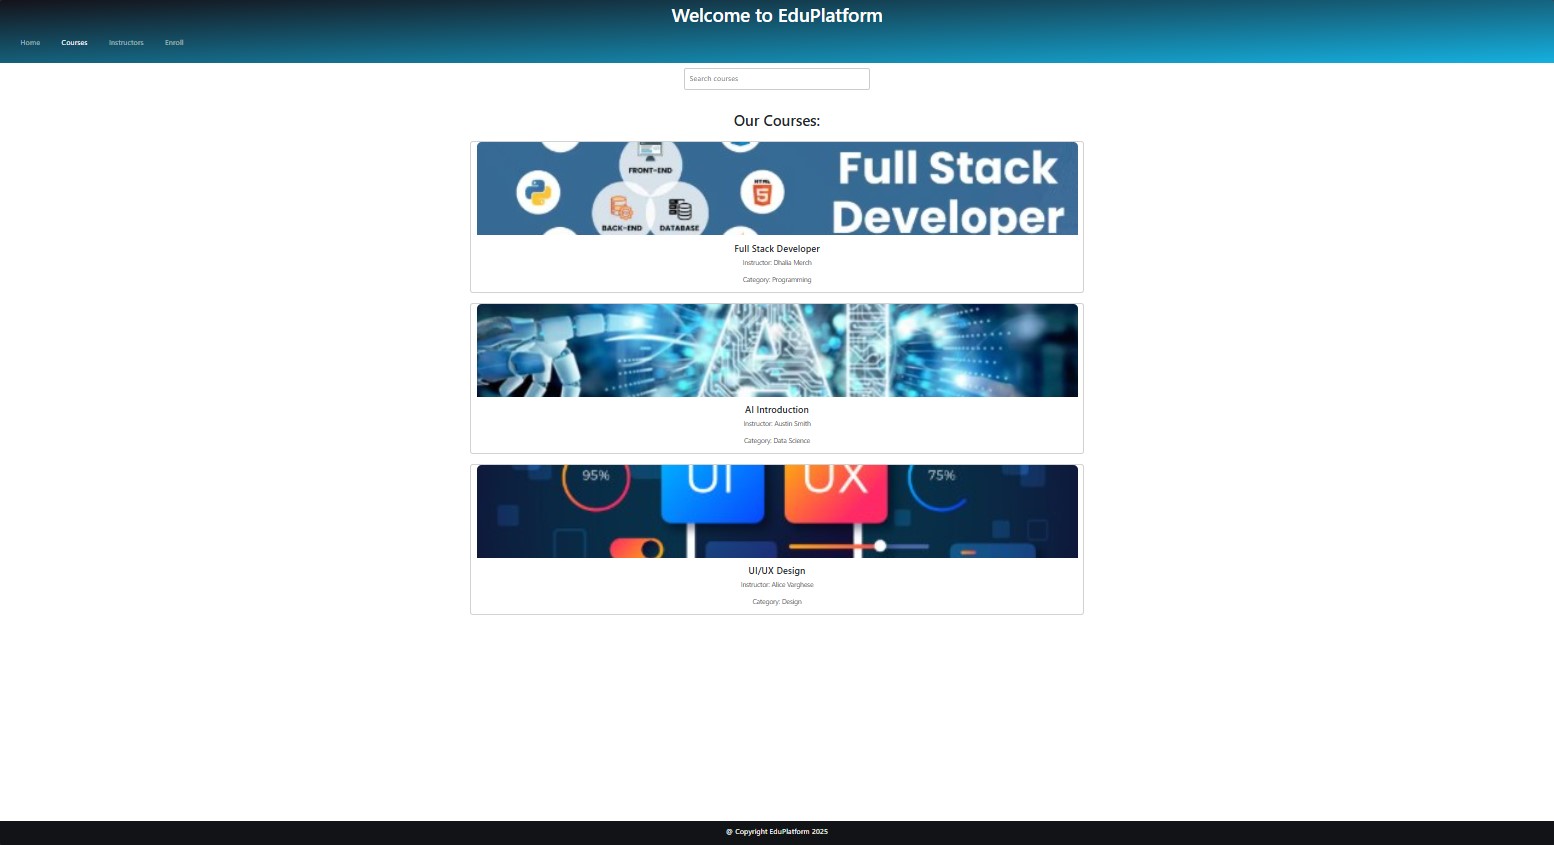 Welcome to EduPlatform
Home Courses Instructors Enroll
Search courses
Our Courses:
FRONT-END
BACK-END DATABASE
HTML
5
Full Stack
Developer
Full Stack Developer
Instructor: Dhalia Merch
Category: Programming
AI
AI Introduction
Instructor: Austin Smith
Category: Data Science
95% UI UX 75%
UI/UX Design
Instructor: Alice Varghese
Category: Design
@ Copyright EduPlatform 2025